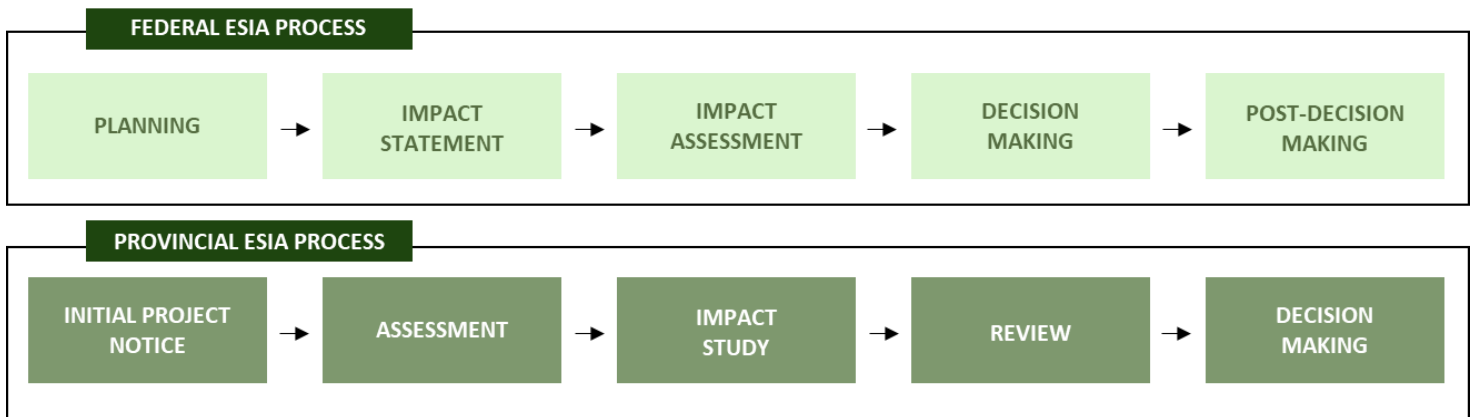 FEDERAL ESIA PROCESS
PLANNING
IMPACT
STATEMENT
IMPACT
ASSESSMENT
DECISION
MAKING
POST-DECISION
MAKING
PROVINCIAL ESIA PROCESS
INITIAL PROJECT
NOTICE
ASSESSMENT
IMPACT
STUDY
REVIEW
DECISION
MAKING